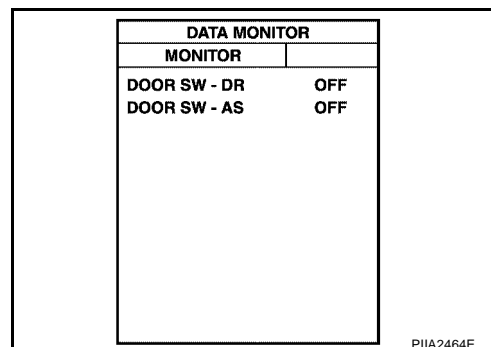 DATA MONITOR
MONITOR
DOOR SW - DR OFF
DOOR SW - AS OFF
PIIA2464E